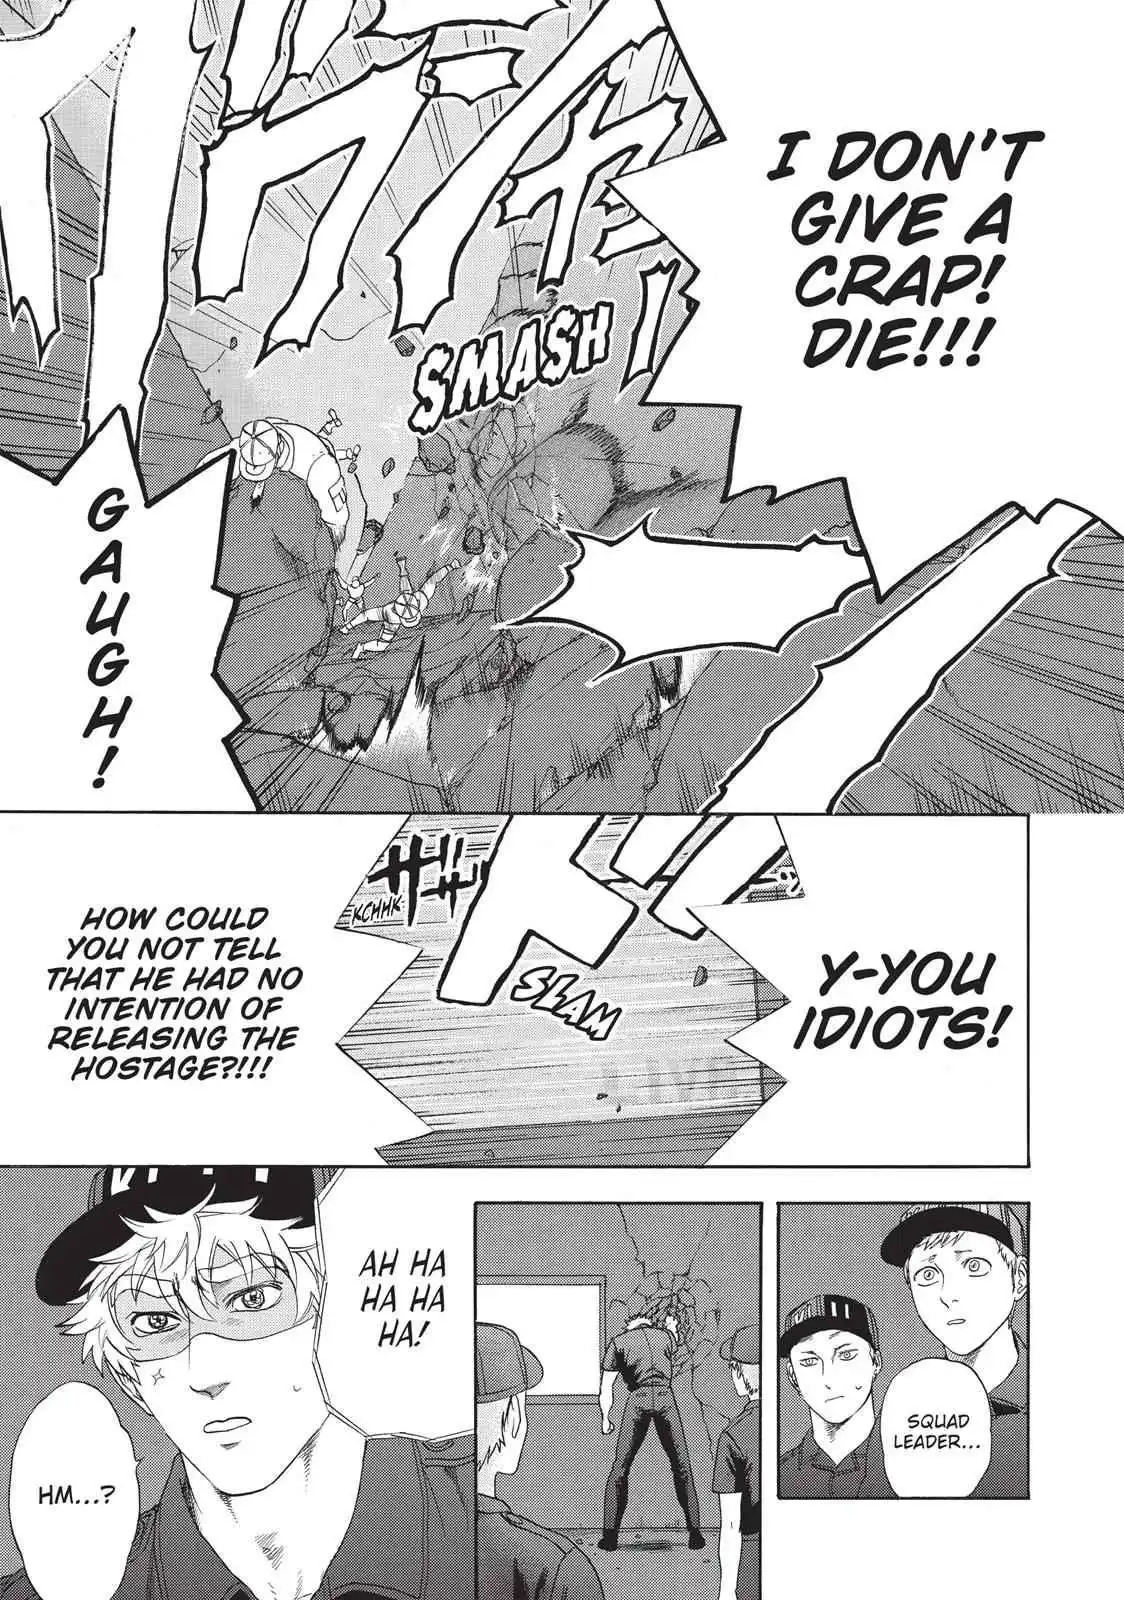 I DON'T
GIVE A
CRAP!
DIE!!!
SMASH
GAUGH!
Y-YOU
IDIOTS!
KCHHK
SLAM
HOW COULD
YOU NOT TELL
THAT HE HAD NO
INTENTION OF
RELEASING THE
HOSTAGE?!!!
SQUAD
LEADER...
AH HA
HA HA
HA!
HM...?